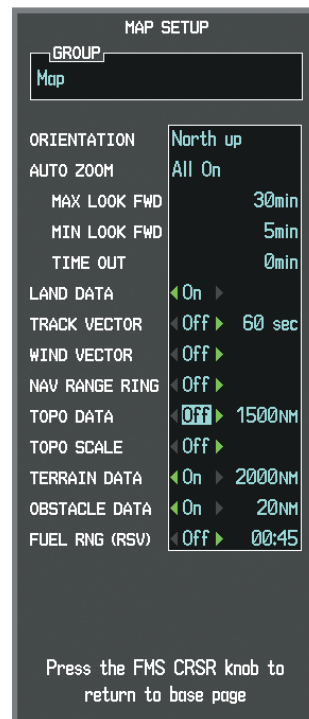 MAP SETUP
GROUP
Map
ORIENTATION North up
AUTO ZOOM All On
MAX LOOK FWD 30min
MIN LOOK FWD 5min
TIME OUT 0min
LAND DATA On
TRACK VECTOR Off 60 sec
WIND VECTOR Off
NAV RANGE RING Off
TOPO DATA Off 1500NM
TOPO SCALE Off
TERRAIN DATA On 2000NM
OBSTACLE DATA On 20NM
FUEL RNG (RSV) Off 00:45
Press the FMS CRSR knob to
return to base page